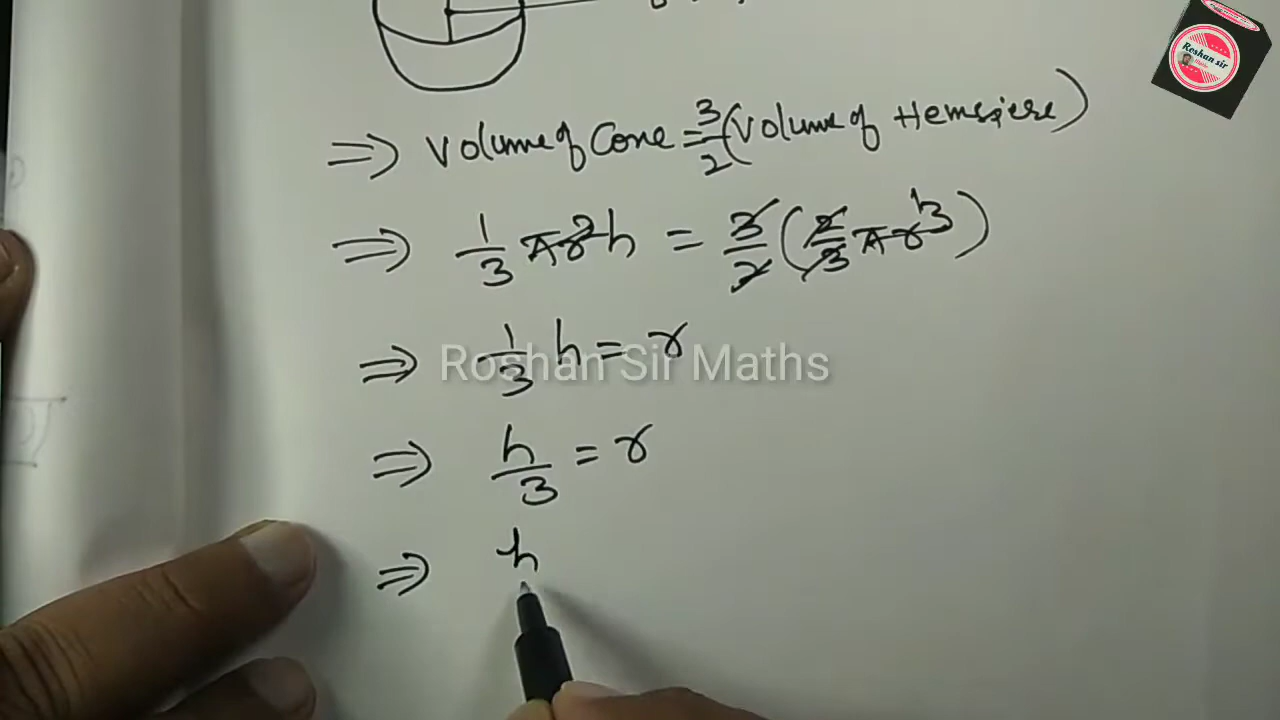 Roshan sir
⇒ Volume of Cone = 3/2 (Volume of Hemspiere)
⇒ 1/3 πr²h = 3/2 (2/3 πr³)
⇒ 1/3 h = r
Roshan Sir Maths
⇒ h/3 = r
⇒ h